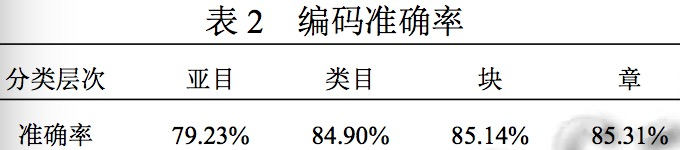 表 2 编码准确率
分类层次 亚目 类目 块 章
准确率 79.23% 84.90% 85.14% 85.31%